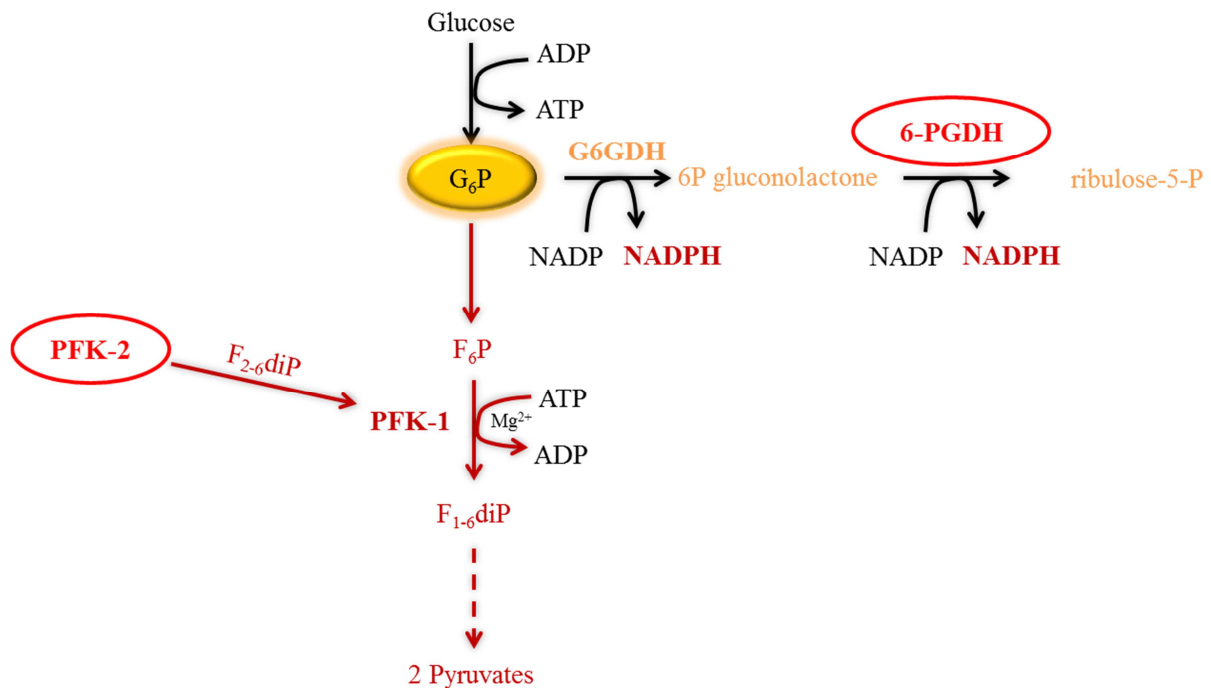 Glucose
ADP
ATP
G₆P
G6GDH
6P gluconolactone
6-PGDH
ribulose-5-P
NADP NADPH
NADP NADPH
PFK-2
F₂₋₆diP
F₆P
PFK-1
ATP
Mg²⁺
ADP
F₁₋₆diP
2 Pyruvates